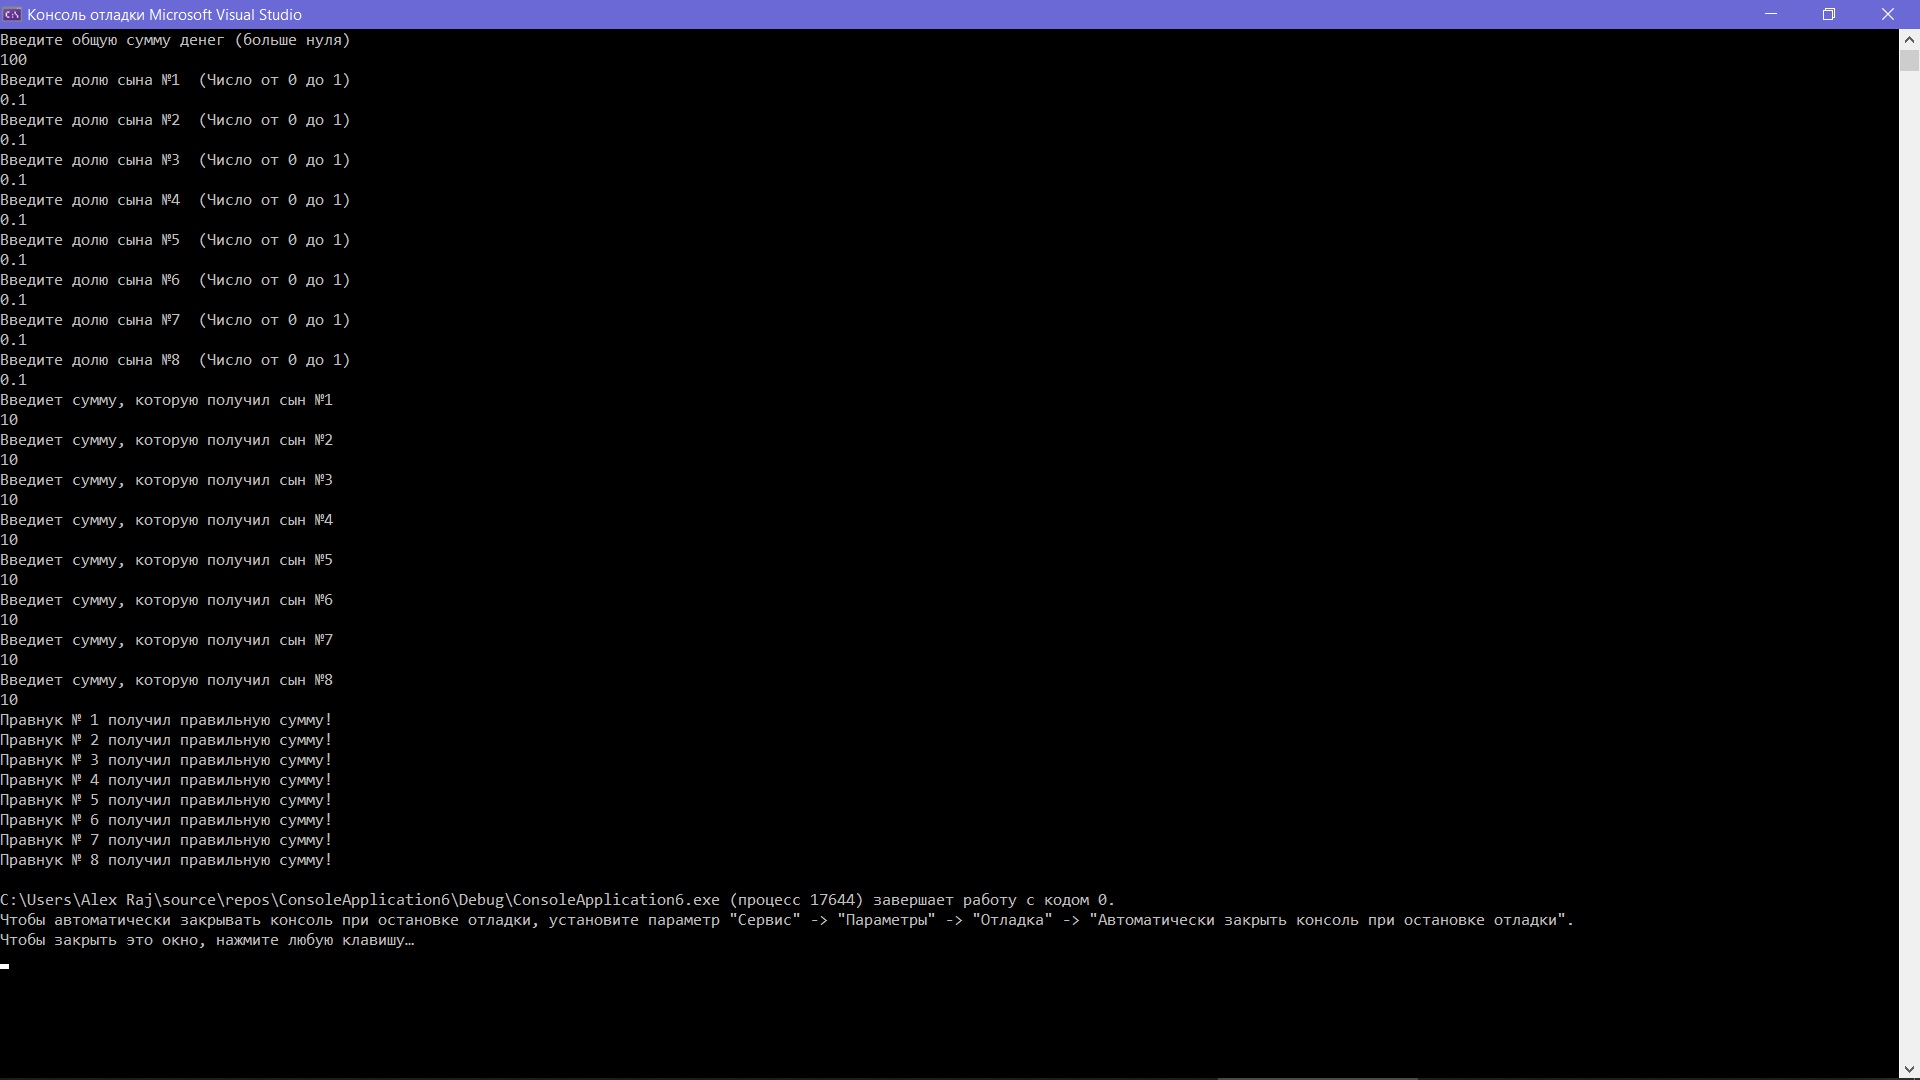 Консоль отладки Microsoft Visual Studio
Введите общую сумму денег (больше нуля)
100
Введите долю сына №1  (Число от 0 до 1)
0.1
Введите долю сына №2  (Число от 0 до 1)
0.1
Введите долю сына №3  (Число от 0 до 1)
0.1
Введите долю сына №4  (Число от 0 до 1)
0.1
Введите долю сына №5  (Число от 0 до 1)
0.1
Введите долю сына №6  (Число от 0 до 1)
0.1
Введите долю сына №7  (Число от 0 до 1)
0.1
Введите долю сына №8  (Число от 0 до 1)
0.1
Введиет сумму, которую получил сын №1
10
Введиет сумму, которую получил сын №2
10
Введиет сумму, которую получил сын №3
10
Введиет сумму, которую получил сын №4
10
Введиет сумму, которую получил сын №5
10
Введиет сумму, которую получил сын №6
10
Введиет сумму, которую получил сын №7
10
Введиет сумму, которую получил сын №8
10
Правнук № 1 получил правильную сумму!
Правнук № 2 получил правильную сумму!
Правнук № 3 получил правильную сумму!
Правнук № 4 получил правильную сумму!
Правнук № 5 получил правильную сумму!
Правнук № 6 получил правильную сумму!
Правнук № 7 получил правильную сумму!
Правнук № 8 получил правильную сумму!
C:\Users\Alex Raj\source\repos\ConsoleApplication6\Debug\ConsoleApplication6.exe (процесс 17644) завершает работу с кодом 0.
Чтобы автоматически закрывать консоль при остановке отладки, установите параметр "Сервис" -> "Параметры" -> "Отладка" -> "Автоматически закрыть консоль при остановке отладки".
Чтобы закрыть это окно, нажмите любую клавишу…